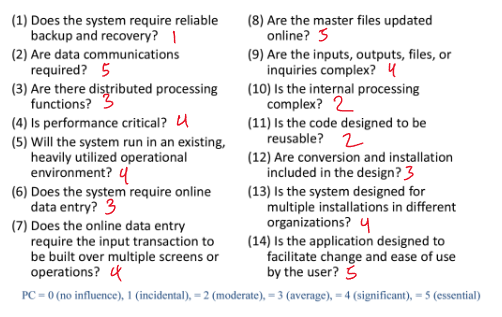 (1) Does the system require reliable
backup and recovery? 1
(2) Are data communications
required? 5
(3) Are there distributed processing
functions? 3
(4) Is performance critical? 4
(5) Will the system run in an existing,
heavily utilized operational
environment? 4
(6) Does the system require online
data entry? 3
(7) Does the online data entry
require the input transaction to
be built over multiple screens or
operations? 4
(8) Are the master files updated
online? 5
(9) Are the inputs, outputs, files, or
inquiries complex? 4
(10) Is the internal processing
complex? 2
(11) Is the code designed to be
reusable? 2
(12) Are conversion and installation
included in the design? 3
(13) Is the system designed for
multiple installations in different
organizations? 4
(14) Is the application designed to
facilitate change and ease of use
by the user? 5
PC = 0 (no influence), 1 (incidental), = 2 (moderate), = 3 (average), = 4 (significant), = 5 (essential)